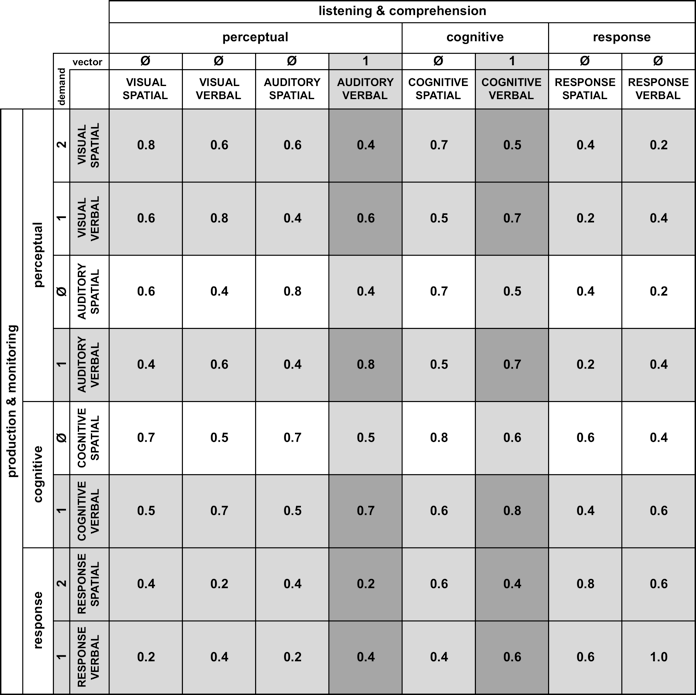 listening & comprehension
perceptual cognitive response
demand vector Ø Ø Ø 1 Ø 1 Ø Ø
VISUAL SPATIAL VISUAL VERBAL AUDITORY SPATIAL AUDITORY VERBAL COGNITIVE SPATIAL COGNITIVE VERBAL RESPONSE SPATIAL RESPONSE VERBAL
production & monitoring
perceptual
2 VISUAL SPATIAL 0.8 0.6 0.6 0.4 0.7 0.5 0.4 0.2
1 VISUAL VERBAL 0.6 0.8 0.4 0.6 0.5 0.7 0.2 0.4
Ø AUDITORY SPATIAL 0.6 0.4 0.8 0.4 0.7 0.5 0.4 0.2
1 AUDITORY VERBAL 0.4 0.6 0.4 0.8 0.5 0.7 0.2 0.4
cognitive
Ø COGNITIVE SPATIAL 0.7 0.5 0.7 0.5 0.8 0.6 0.6 0.4
1 COGNITIVE VERBAL 0.5 0.7 0.5 0.7 0.6 0.8 0.4 0.6
response
2 RESPONSE SPATIAL 0.4 0.2 0.4 0.2 0.6 0.4 0.8 0.6
1 RESPONSE VERBAL 0.2 0.4 0.2 0.4 0.4 0.6 0.6 1.0